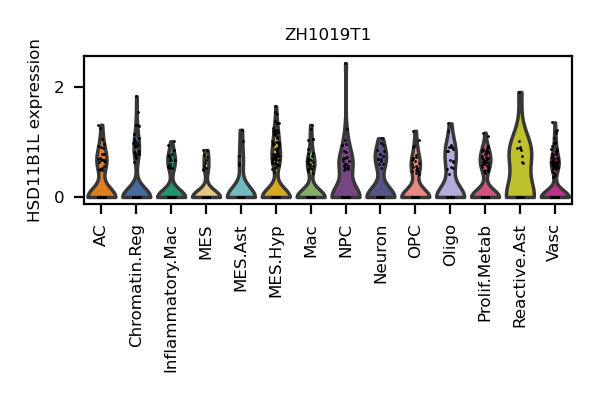 ZH1019T1
HSD11B1L expression
2
0
AC
Chromatin.Reg
Inflammatory.Mac
MES
MES.Ast
MES.Hyp
Mac
NPC
Neuron
OPC
Oligo
Prolif.Metab
Reactive.Ast
Vasc